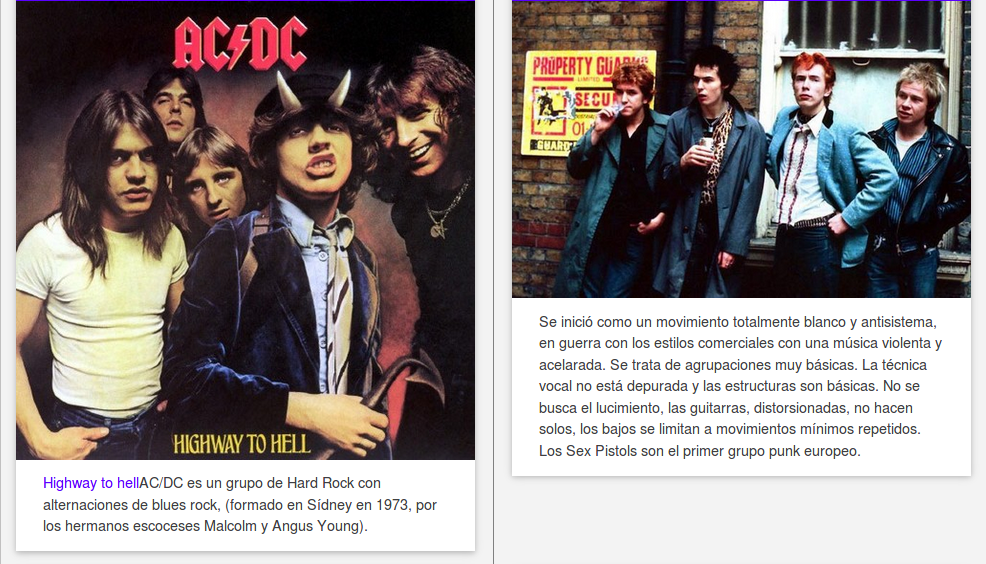 AC/DC
HIGHWAY TO HELL
Highway to hellAC/DC es un grupo de Hard Rock con
alternaciones de blues rock, (formado en Sídney en 1973, por
los hermanos escoceses Malcolm y Angus Young).
PROPERTY GUARDS
LIMITED
SECU
01
GUARD
Se inició como un movimiento totalmente blanco y antisistema,
en guerra con los estilos comerciales con una música violenta y
acelarada. Se trata de agrupaciones muy básicas. La técnica
vocal no está depurada y las estructuras son básicas. No se
busca el lucimiento, las guitarras, distorsionadas, no hacen
solos, los bajos se limitan a movimientos mínimos repetidos.
Los Sex Pistols son el primer grupo punk europeo.